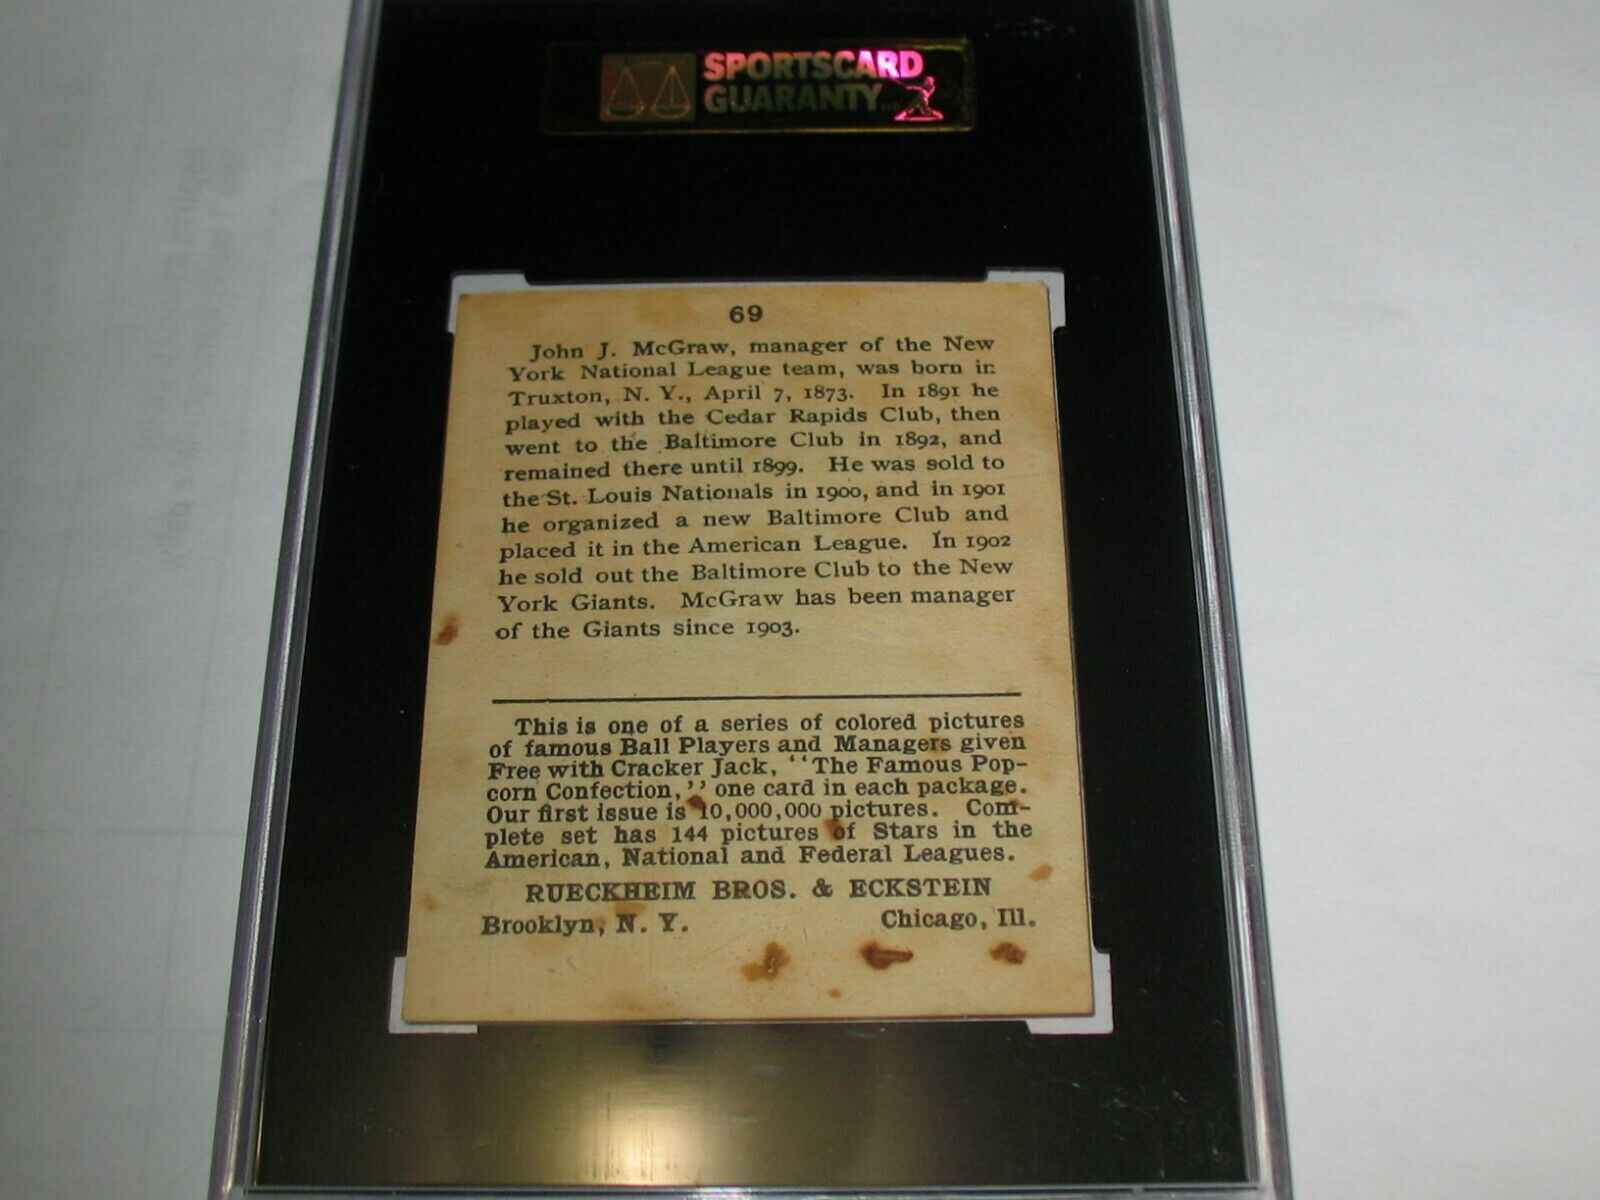 SPORTSCARD
GUARANTY
69
John J. McGraw, manager of the New
York National League team, was born in
Truxton, N. Y., April 7, 1873. In 1891 he
played with the Cedar Rapids Club, then
went to the Baltimore Club in 1892, and
remained there until 1899. He was sold to
the St. Louis Nationals in 1900, and in 1901
he organized a new Baltimore Club and
placed it in the American League. In 1902
he sold out the Baltimore Club to the New
York Giants. McGraw has been manager
of the Giants since 1903.
This is one of a series of colored pictures
of famous Ball Players and Managers given
Free with Cracker Jack, "The Famous Pop-
corn Confection," one card in each package.
Our first issue is 10,000,000 pictures. Com-
plete set has 144 pictures of Stars in the
American, National and Federal Leagues.
RUECKHEIM BROS. & ECKSTEIN
Brooklyn, N. Y. Chicago, Ill.